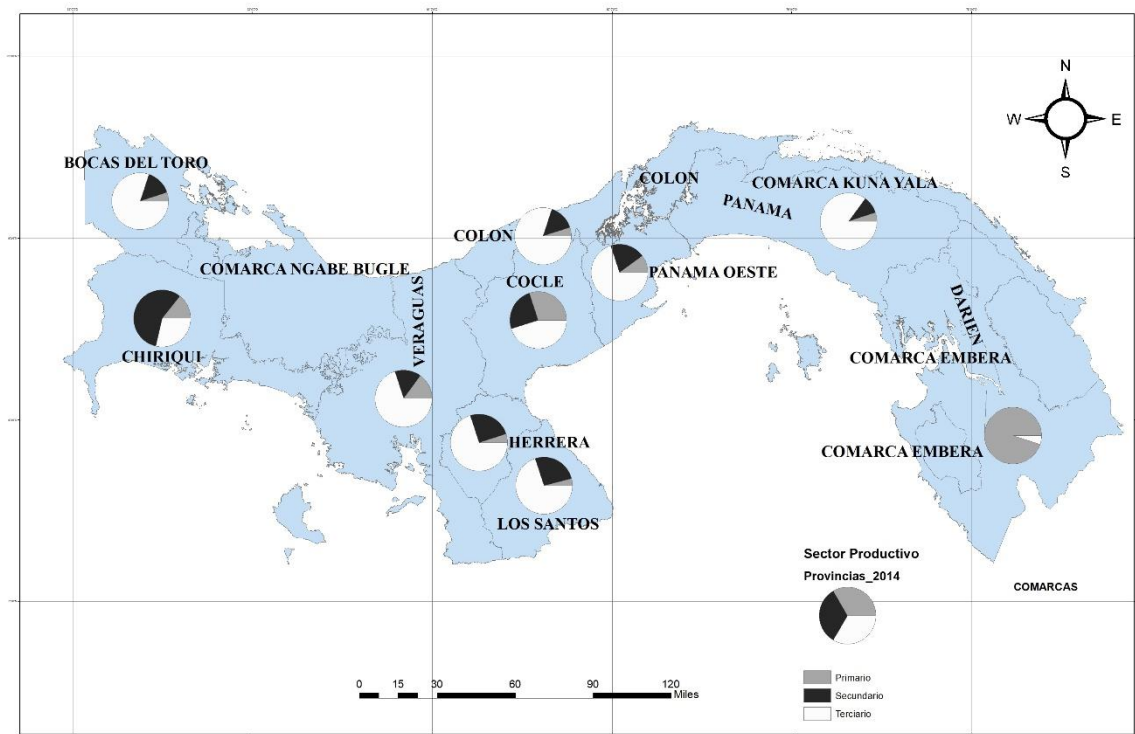 N
W E
S
BOCAS DEL TORO
COLON
COMARCA KUNA YALA
PANAMA
COLON
COMARCA NGABE BUGLE
PANAMA OESTE
COCLE
VERAGUAS
DARIEN
CHIRIQUI
COMARCA EMBERA
HERRERA
COMARCA EMBERA
LOS SANTOS
Sector Productivo
Provincias_2014
COMARCAS
Primario
Secundario
Terciario
0 15 30 60 90 120
Miles